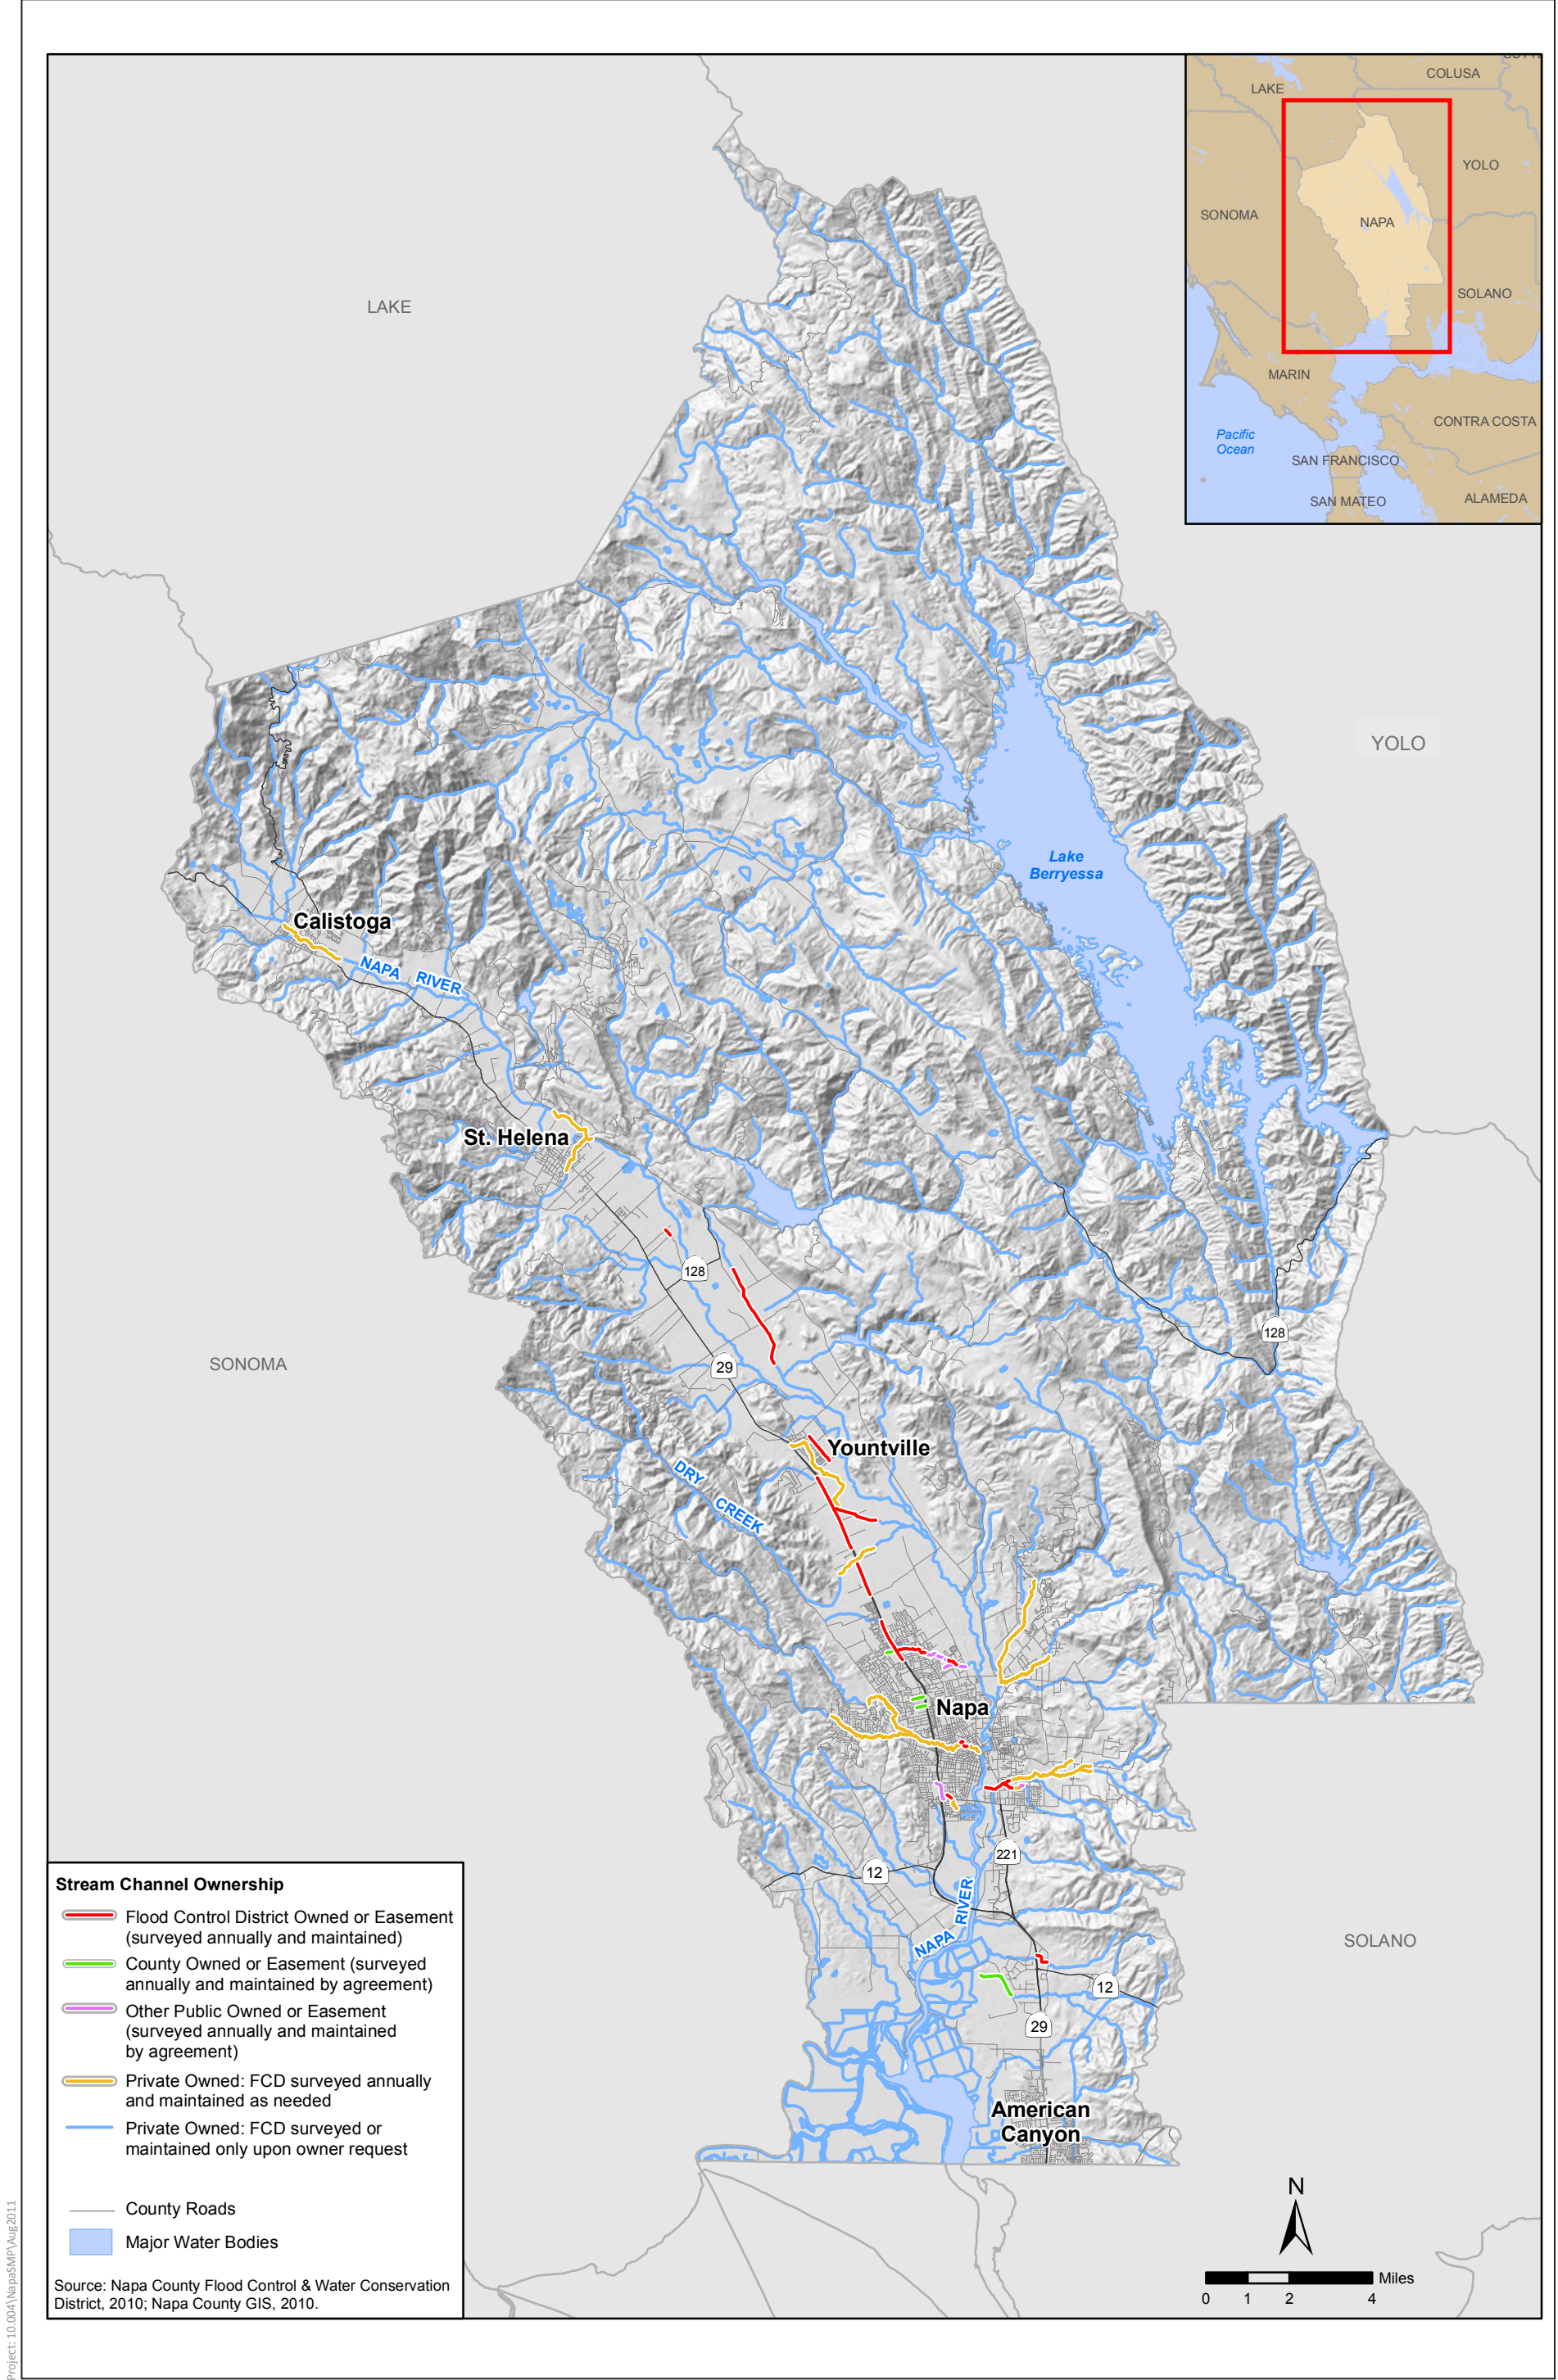 COLUSA
LAKE
YOLO
SONOMA
NAPA
SOLANO
MARIN
CONTRA COSTA
Pacific
Ocean
SAN FRANCISCO
SAN MATEO
ALAMEDA
LAKE
YOLO
Lake
Berryessa
Calistoga
NAPA RIVER
St. Helena
128
128
SONOMA
29
Yountville
DRY CREEK
Napa
221
12
NAPA RIVER
SOLANO
12
29
American
Canyon
Stream Channel Ownership
Flood Control District Owned or Easement
(surveyed annually and maintained)
County Owned or Easement (surveyed
annually and maintained by agreement)
Other Public Owned or Easement
(surveyed annually and maintained
by agreement)
Private Owned: FCD surveyed annually
and maintained as needed
Private Owned: FCD surveyed or
maintained only upon owner request
County Roads
Major Water Bodies
Source: Napa County Flood Control & Water Conservation
District, 2010; Napa County GIS, 2010.
N
Miles
0 1 2 4
Project: 10.004\NapaSMP\Aug2011